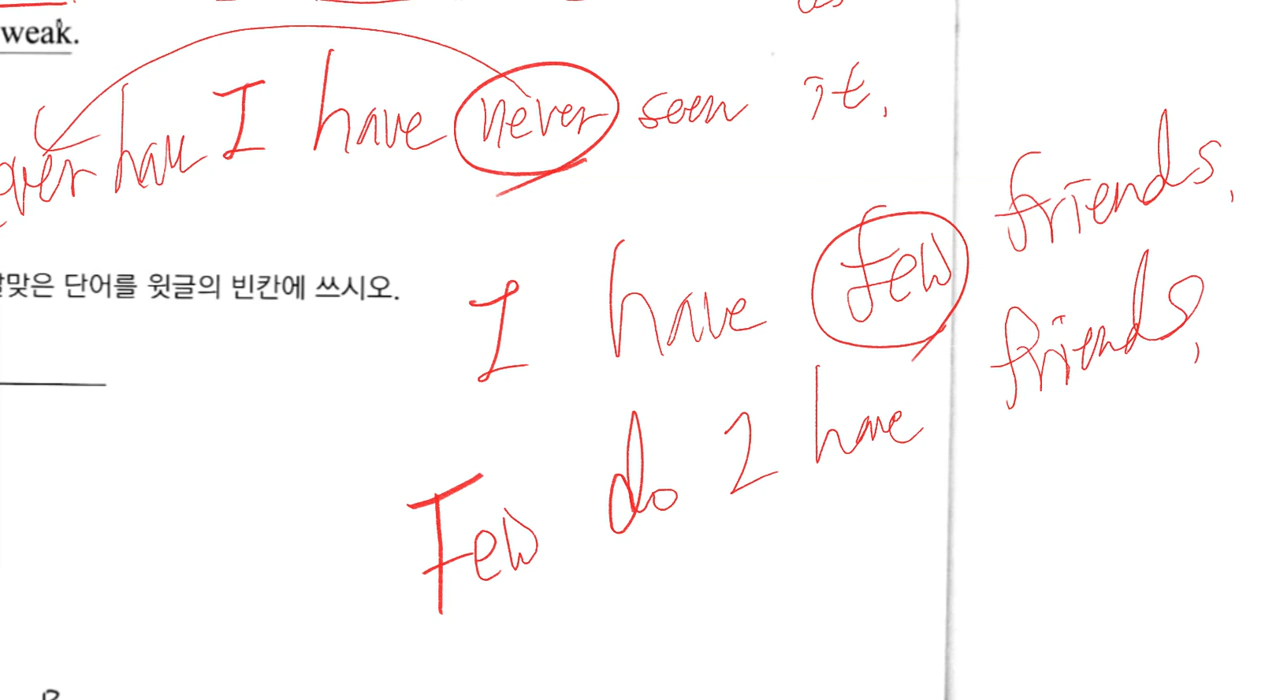 weak.
ever have I have never seen it.
I have few friends.
알맞은 단어를 윗글의 빈칸에 쓰시오.
Few do I have friends.